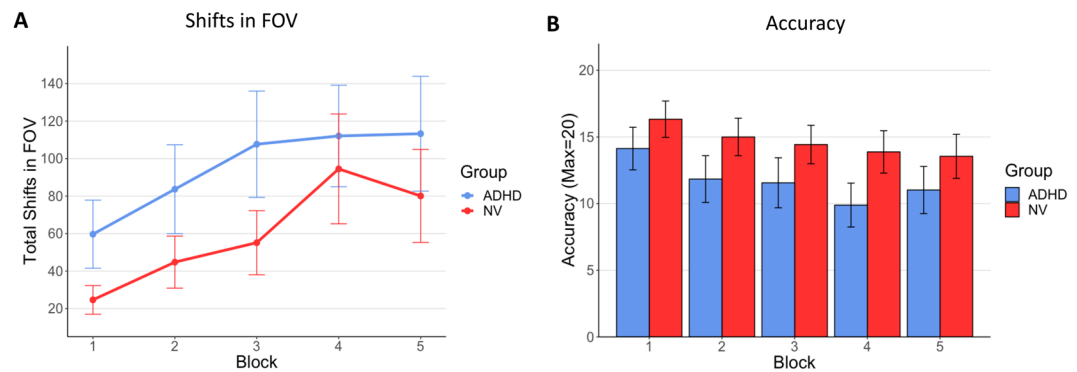 A
Shifts in FOV
Total Shifts in FOV
140
120
100
80
60
40
20
1 2 3 4 5
Block
Group
ADHD
NV
B
Accuracy
Accuracy (Max=20)
20
15
10
5
0
1 2 3 4 5
Block
Group
ADHD
NV